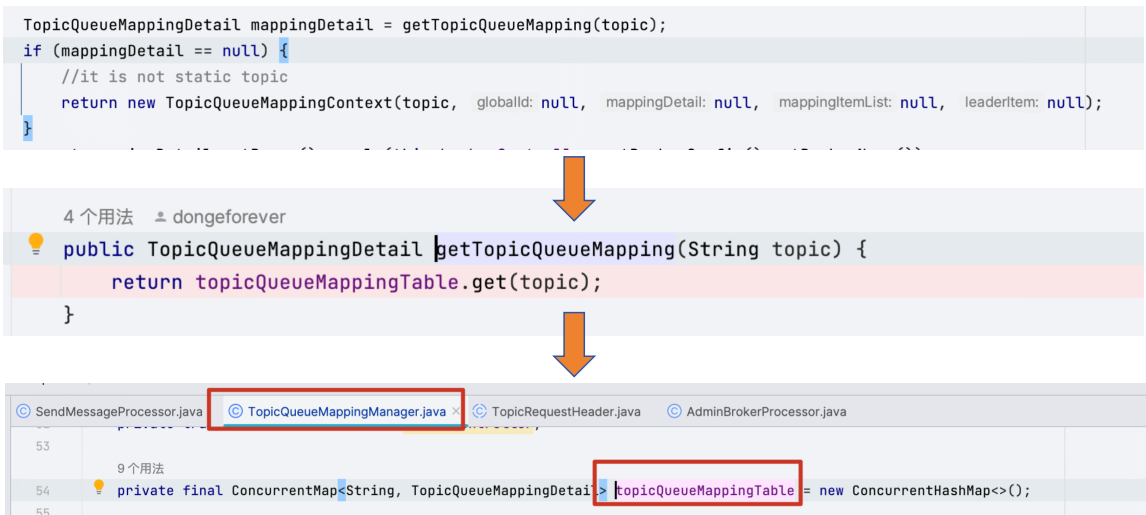 TopicQueueMappingDetail mappingDetail = getTopicQueueMapping(topic);
if (mappingDetail == null) {
//it is not static topic
return new TopicQueueMappingContext(topic, globalId: null, mappingDetail: null, mappingItemList: null, leaderItem: null);
}
4 个用法 dongeforever
public TopicQueueMappingDetail getTopicQueueMapping(String topic) {
return topicQueueMappingTable.get(topic);
}
SendMessageProcessor.java TopicQueueMappingManager.java × TopicRequestHeader.java AdminBrokerProcessor.java
53
9 个用法
54 private final ConcurrentMap<String, TopicQueueMappingDetail> topicQueueMappingTable = new ConcurrentHashMap<>();
55